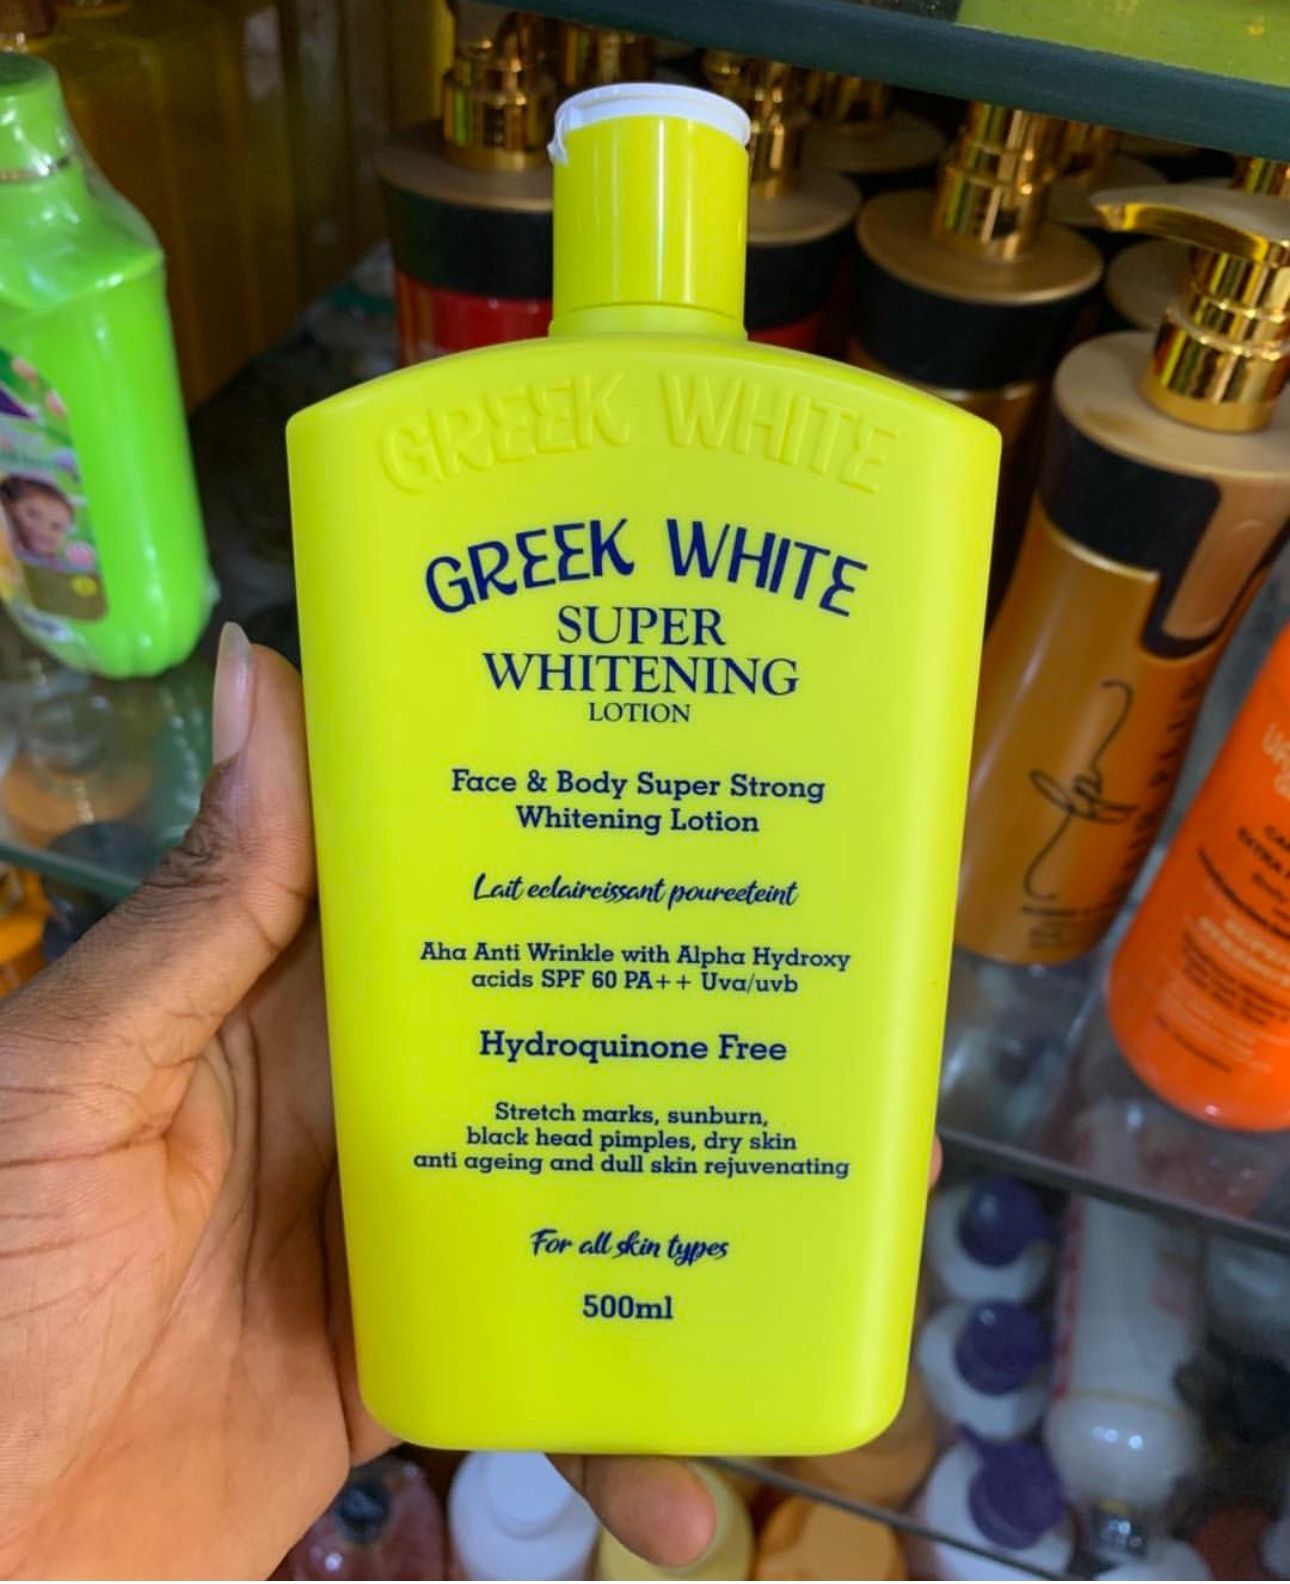 GREEK WHITE
GREEK WHITE
SUPER
WHITENING
LOTION
Face & Body Super Strong
Whitening Lotion
Lait eclaircissant poureeteint
Aha Anti Wrinkle with Alpha Hydroxy
acids SPF 60 PA++ Uva/uvb
Hydroquinone Free
Stretch marks, sunburn,
black head pimples, dry skin
anti ageing and dull skin rejuvenating
For all skin types
500ml